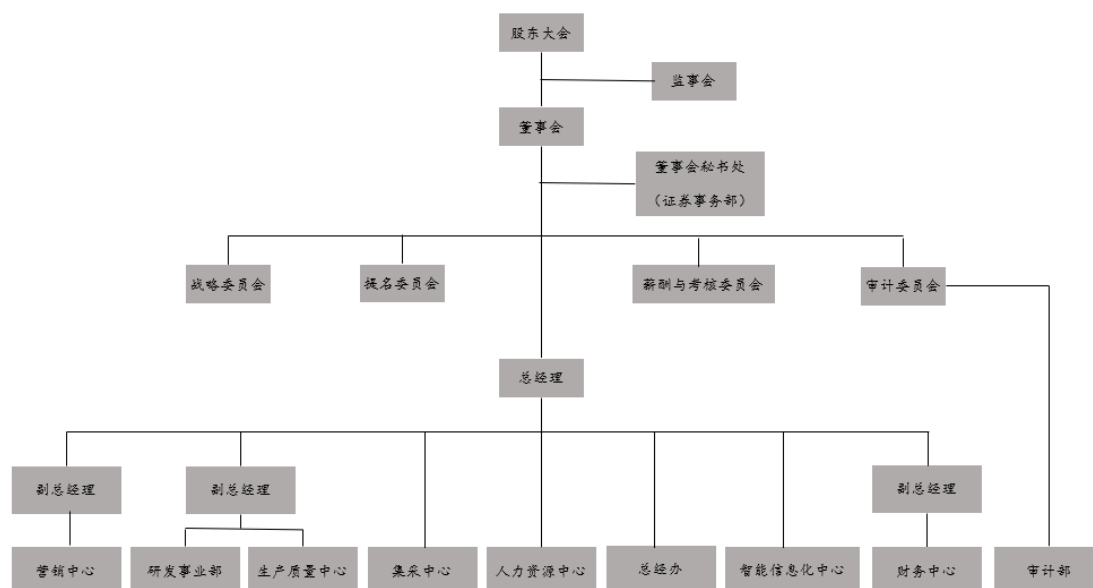 股东大会
监事会
董事会
董事会秘书处
（证券事务部）
战略委员会
提名委员会
薪酬与考核委员会
审计委员会
总经理
副总经理
副总经理
副总经理
营销中心
研发事业部
生产质量中心
集采中心
人力资源中心
总经办
智能信息化中心
财务中心
审计部